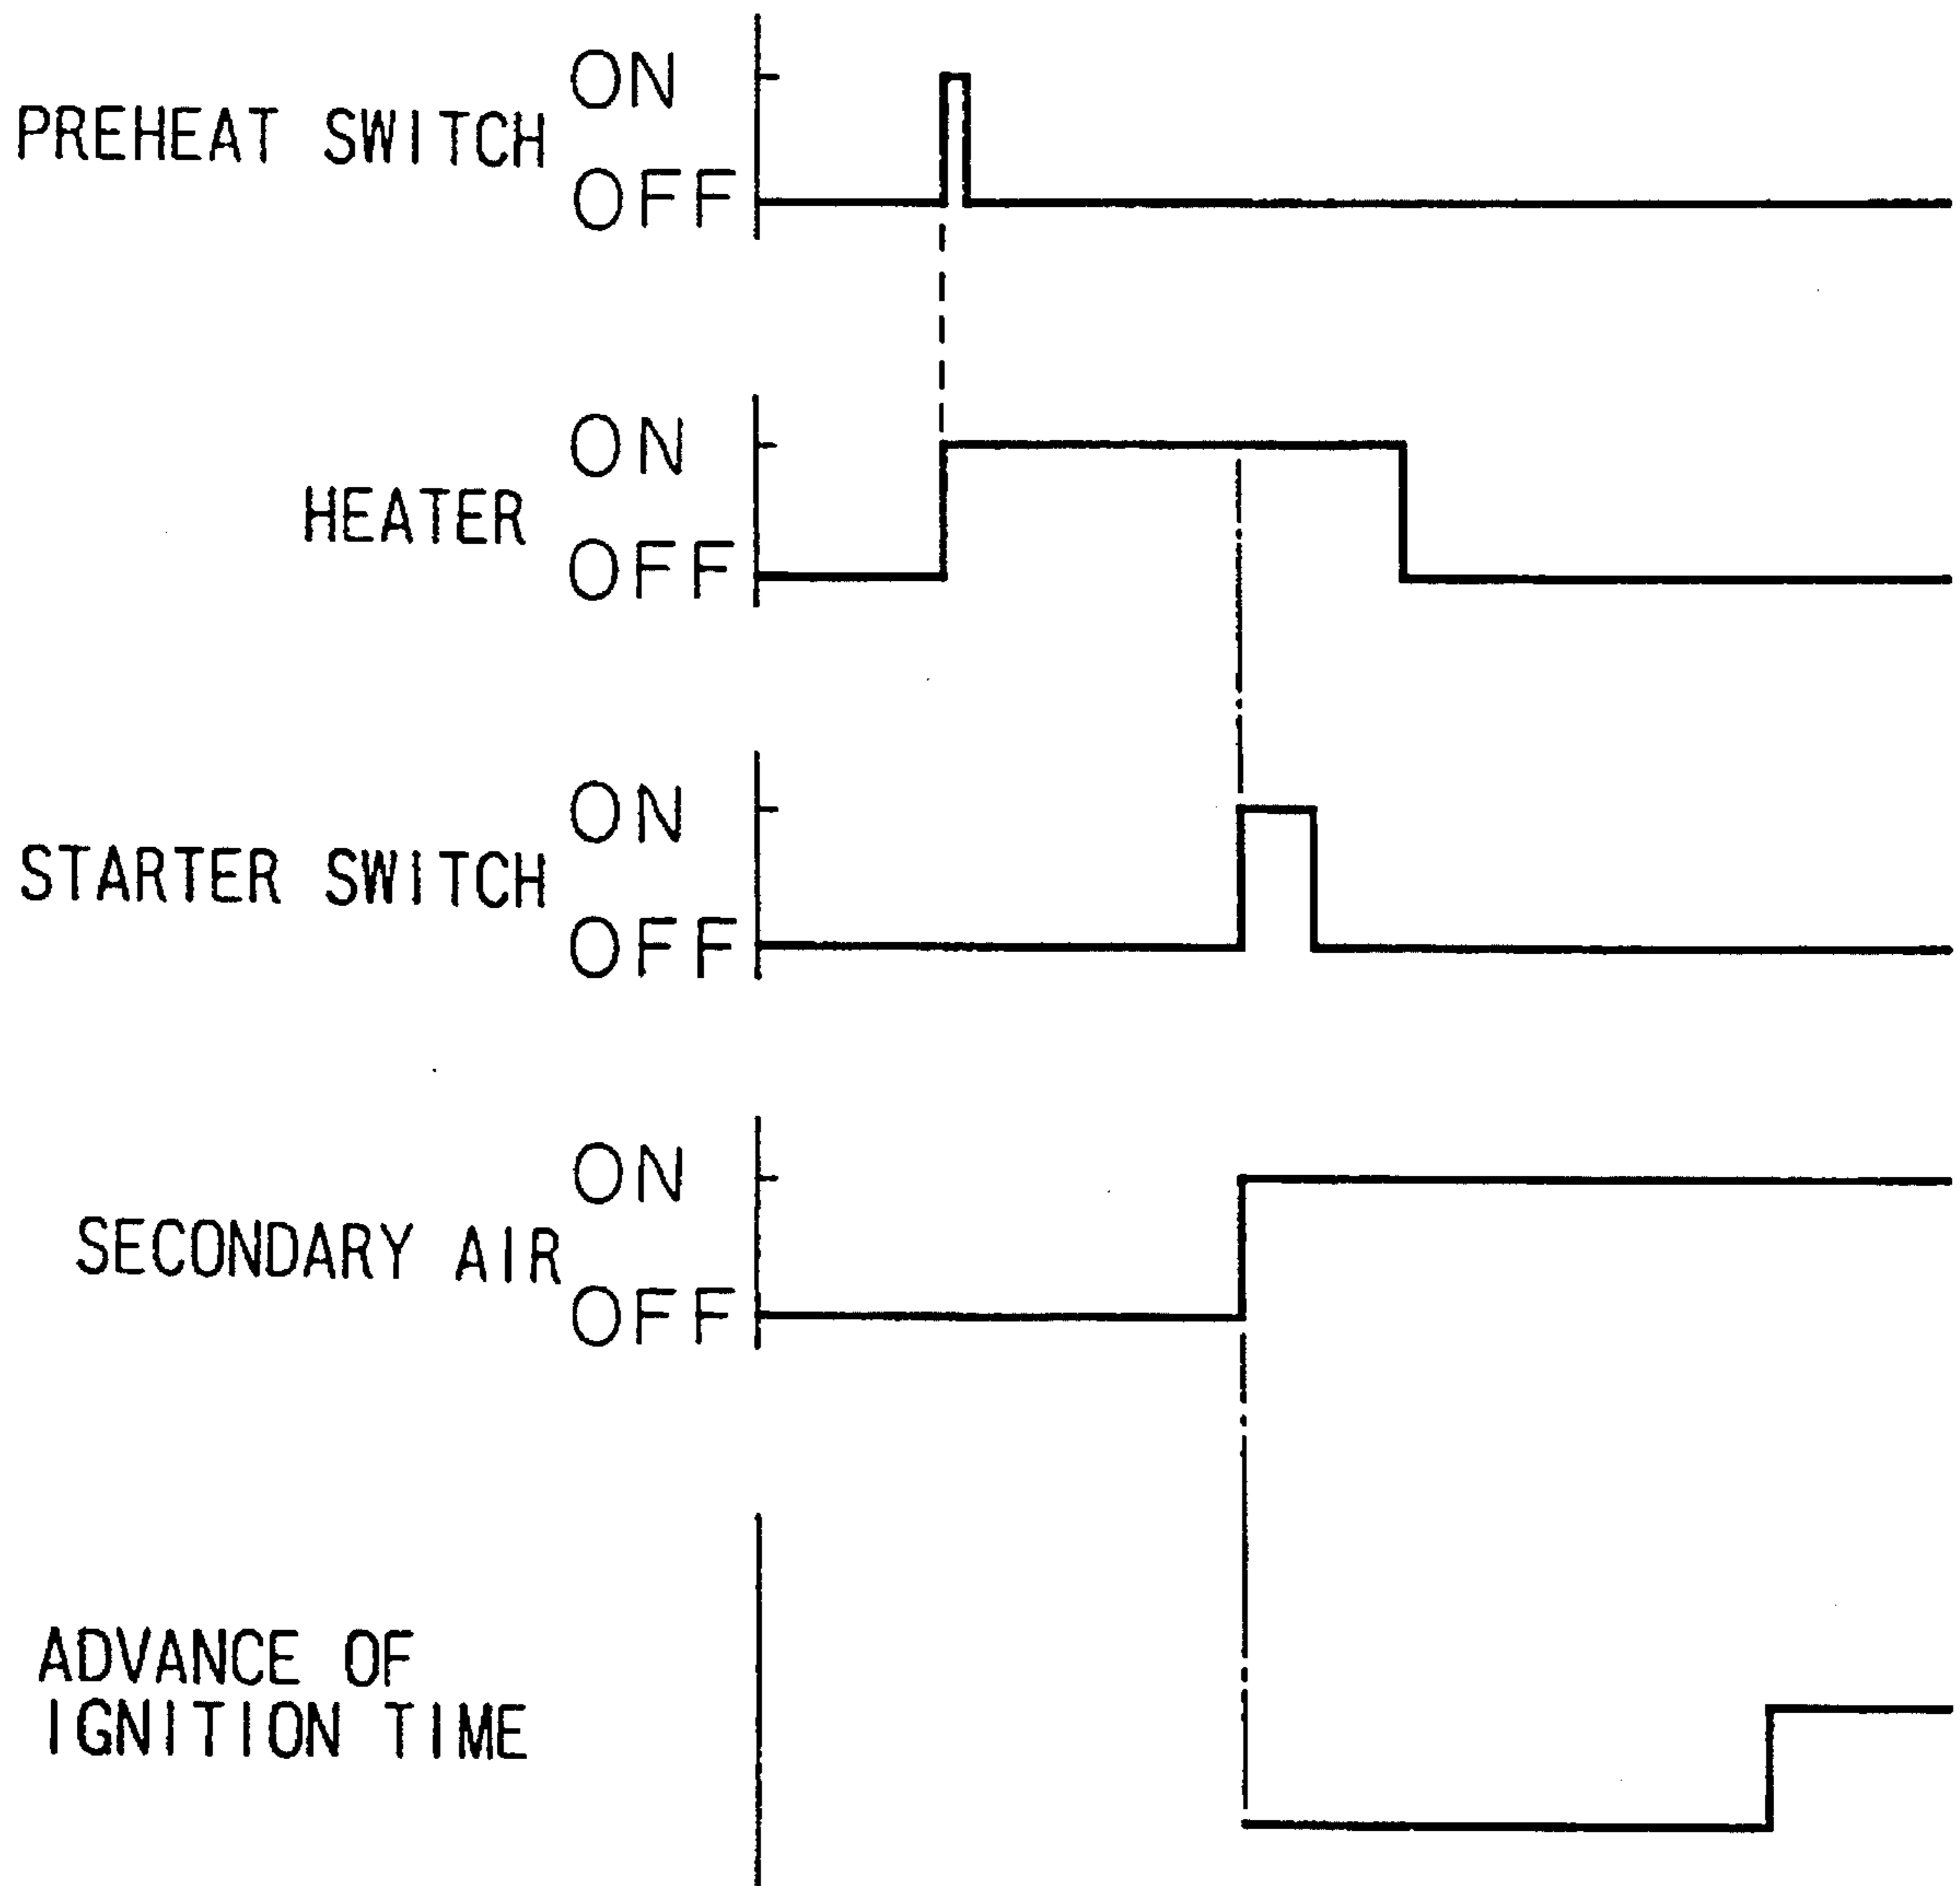 ON
PREHEAT SWITCH
OFF
ON
HEATER
OFF
ON
STARTER SWITCH
OFF
ON
SECONDARY AIR
OFF
ADVANCE OF
IGNITION TIME